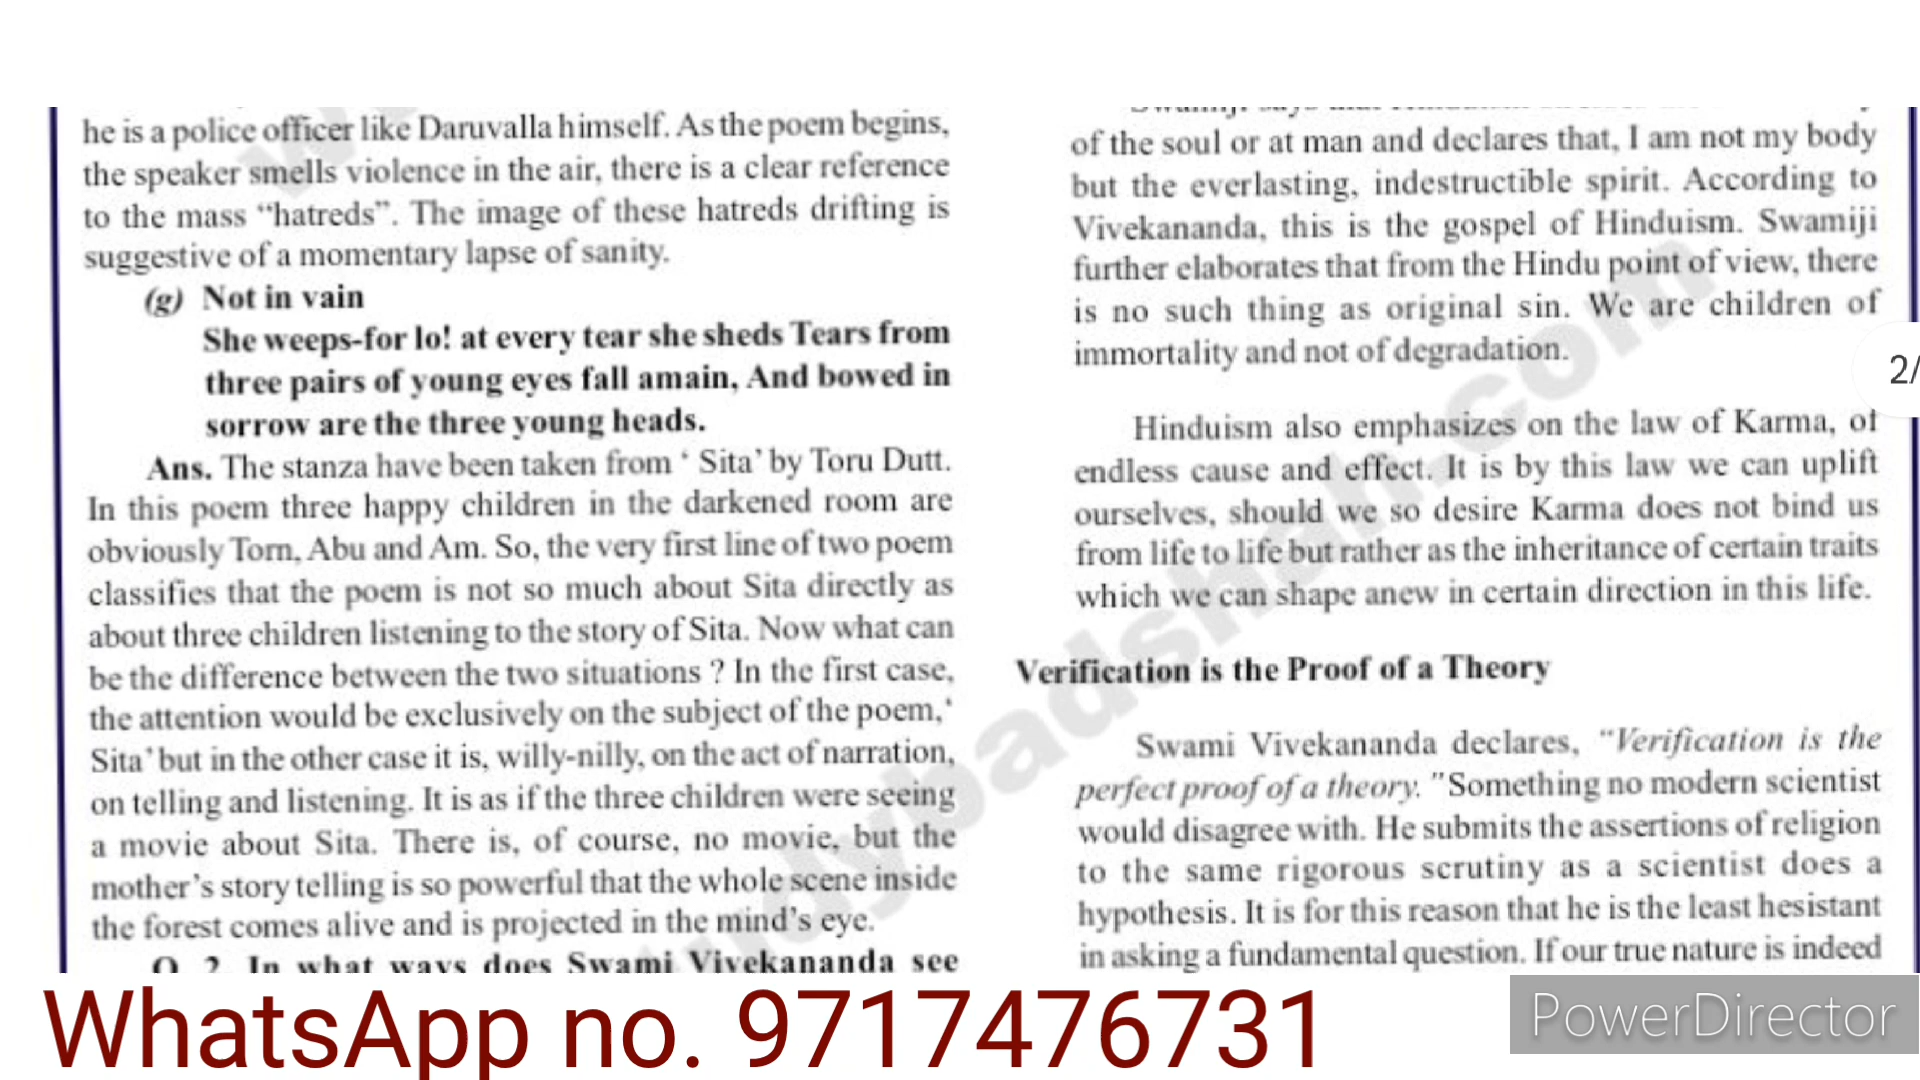 he is a police officer like Daruvalla himself. As the poem begins,
the speaker smells violence in the air, there is a clear reference
to the mass “hatreds”. The image of these hatreds drifting is
suggestive of a momentary lapse of sanity.
(g) Not in vain
She weeps-for lo! at every tear she sheds Tears from
three pairs of young eyes fall amain, And bowed in
sorrow are the three young heads.
Ans. The stanza have been taken from ‘ Sita’ by Toru Dutt.
In this poem three happy children in the darkened room are
obviously Torn, Abu and Am. So, the very first line of two poem
classifies that the poem is not so much about Sita directly as
about three children listening to the story of Sita. Now what can
be the difference between the two situations ? In the first case,
the attention would be exclusively on the subject of the poem,‘
Sita’ but in the other case it is, willy-nilly, on the act of narration,
on telling and listening. It is as if the three children were seeing
a movie about Sita. There is, of course, no movie, but the
mother’s story telling is so powerful that the whole scene inside
the forest comes alive and is projected in the mind’s eye.
Q. 2. In what ways does Swami Vivekananda see
of the soul or at man and declares that, I am not my body
but the everlasting, indestructible spirit. According to
Vivekananda, this is the gospel of Hinduism. Swamiji
further elaborates that from the Hindu point of view, there
is no such thing as original sin. We are children of
immortality and not of degradation.
Hinduism also emphasizes on the law of Karma, of
endless cause and effect. It is by this law we can uplift
ourselves, should we so desire Karma does not bind us
from life to life but rather as the inheritance of certain traits
which we can shape anew in certain direction in this life.
Verification is the Proof of a Theory
Swami Vivekananda declares, “Verification is the
perfect proof of a theory. ”Something no modern scientist
would disagree with. He submits the assertions of religion
to the same rigorous scrutiny as a scientist does a
hypothesis. It is for this reason that he is the least hesistant
in asking a fundamental question. If our true nature is indeed
2/
WhatsApp no. 9717476731
PowerDirector